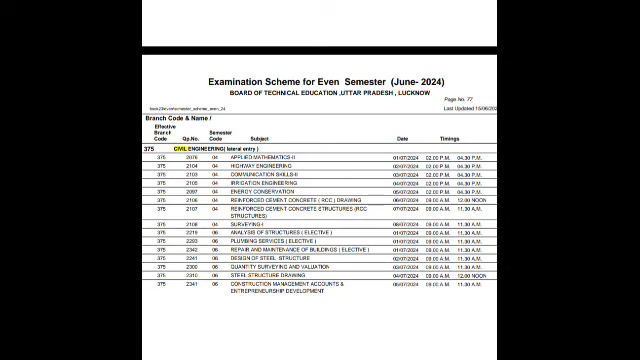 Examination Scheme for Even Semester (June- 2024)
BOARD OF TECHNICAL EDUCATION ,UTTAR PRADESH , LUCKNOW
Page No. 77
Last Updated 15/06/202
Branch Code & Name /
Effective Branch Code Qp.No. Semester Code Subject Date Timings
375 CIVIL ENGINEERING( lateral entry )
375 2076 04 APPLIED MATHEMATICS-II 01/07/2024 02.00 P.M. 04.30 P.M.
375 2104 04 HIGHWAY ENGINEERING 02/07/2024 02.00 P.M. 04.30 P.M.
375 2103 04 COMMUNICATION SKILLS-II 03/07/2024 02.00 P.M. 04.30 P.M.
375 2105 04 IRRIGATION ENGINEERING 04/07/2024 02.00 P.M. 04.30 P.M.
375 2097 04 ENERGY CONSERVATION 05/07/2024 02.00 P.M. 04.30 P.M.
375 2106 04 REINFORCED CEMENT CONCRETE ( RCC ) DRAWING 06/07/2024 09.00 A.M. 12.00 NOON
375 2107 04 REINFORCED CEMENT CONCRETE STRUCTURES (RCC 07/07/2024 09.00 A.M. 11.30 A.M.
STRUCTURES)
375 2108 04 SURVEYING-I 08/07/2024 09.00 A.M. 11.30 A.M.
375 2219 06 ANALYSIS OF STRUCTURES ( ELECTIVE ) 01/07/2024 09.00 A.M. 11.30 A.M.
375 2293 06 PLUMBING SERVICES ( ELECTIVE ) 01/07/2024 09.00 A.M. 11.30 A.M.
375 2342 06 REPAIR AND MAINTENANCE OF BUILDINGS ( ELECTIVE ) 01/07/2024 09.00 A.M. 11.30 A.M.
375 2241 06 DESIGN OF STEEL STRUCTURE 02/07/2024 09.00 A.M. 11.30 A.M.
375 2300 06 QUANTITY SURVEYING AND VALUATION 03/07/2024 09.00 A.M. 11.30 A.M.
375 2310 06 STEEL STRUCTURE DRAWING 04/07/2024 09.00 A.M. 12.00 NOON
375 2341 06 CONSTRUCTION MANAGEMENT ACCOUNTS & 05/07/2024 09.00 A.M. 11.30 A.M.
ENTREPRENEURSHIP DEVELOPMENT